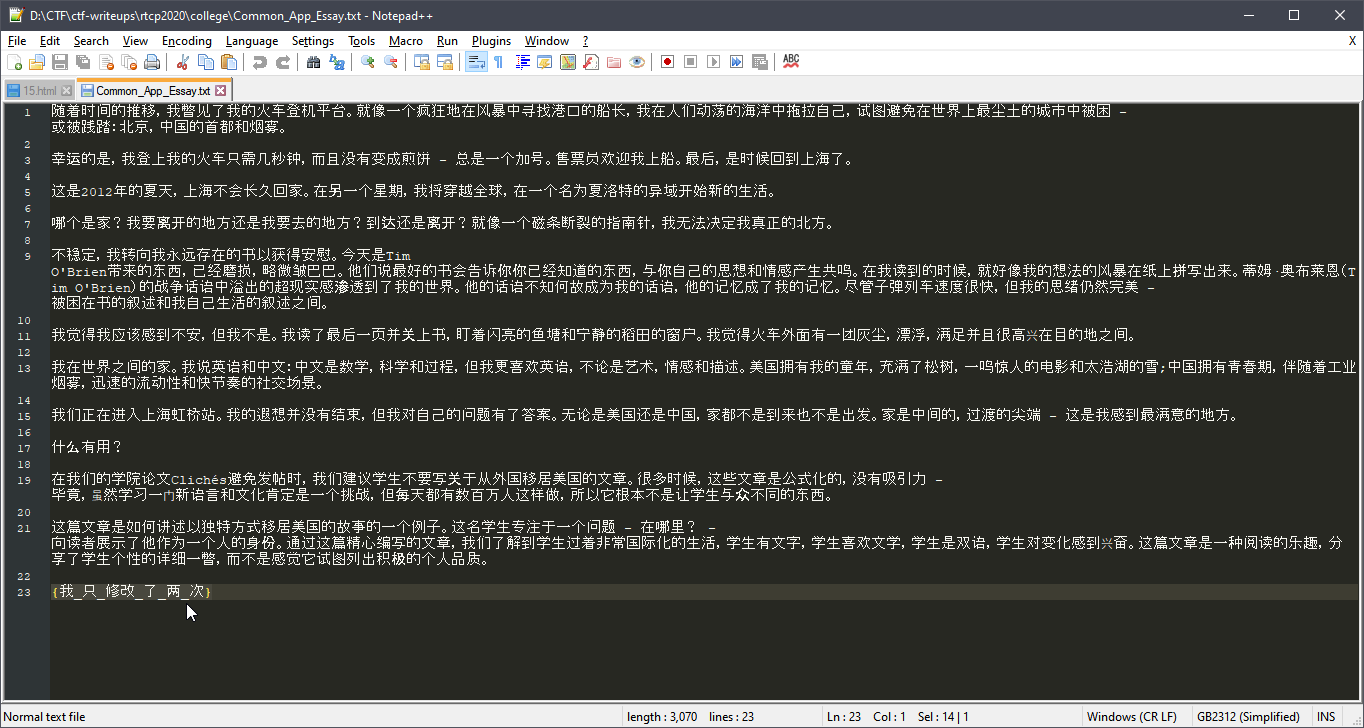 D:\CTF\ctf-writeups\rtcp2020\college\Common_App_Essay.txt - Notepad++
File Edit Search View Encoding Language Settings Tools Macro Run Plugins Window ? X
ABC
15.html Common_App_Essay.txt
1 随着时间的推移，我瞥见了我的火车登机平台。就像一个疯狂地在风暴中寻找港口的船长，我在人们动荡的海洋中拖拉自己，试图避免在世界上最尘土的城市中被困 -
或被践踏：北京，中国的首都和烟雾。
2
3 幸运的是，我登上我的火车只需几秒钟，而且没有变成煎饼 - 总是一个加号。售票员欢迎我上船。最后，是时候回到上海了。
4
5 这是2012年的夏天，上海不会长久回家。在另一个星期，我将穿越全球，在一个名为夏洛特的异域开始新的生活。
6
7 哪个是家？我要离开的地方还是我要去的地方？到达还是离开？就像一个磁条断裂的指南针，我无法决定我真正的北方。
8
9 不稳定，我转向我永远存在的书以获得安慰。今天是Tim
O'Brien带来的东西，已经磨损，略微皱巴巴。他们说最好的书会告诉你你已经知道的东西，与你自己的思想和情感产生共鸣。在我读到的时候，就好像我的想法的风暴在纸上拼写出来。蒂姆·奥布莱恩(T
im O'Brien)的战争话语中溢出的超现实感渗透到了我的世界。他的话语不知何故成为我的话语，他的记忆成了我的记忆。尽管子弹列车速度很快，但我的思绪仍然完美 -
被困在书的叙述和我自己生活的叙述之间。
10
11 我觉得我应该感到不安，但我不是。我读了最后一页并关上书，盯着闪亮的鱼塘和宁静的稻田的窗户。我觉得火车外面有一团灰尘，漂浮，满足并且很高兴在目的地之间。
12
13 我在世界之间的家。我说英语和中文：中文是数学，科学和过程，但我更喜欢英语，不论是艺术，情感和描述。美国拥有我的童年，充满了松树，一鸣惊人的电影和太浩湖的雪；中国拥有青春期，伴随着工业
烟雾，迅速的流动性和快节奏的社交场景。
14
15 我们正在进入上海虹桥站。我的遐想并没有结束，但我对自己的问题有了答案。无论是美国还是中国，家都不是到来也不是出发。家是中间的，过渡的尖端 - 这是我感到最满意的地方。
16
17 什么有用？
18
19 在我们的学院论文Clichés避免发帖时，我们建议学生不要写关于从外国移居美国的文章。很多时候，这些文章是公式化的，没有吸引力 -
毕竟，虽然学习一门新语言和文化肯定是一个挑战，但每天都有数百万人这样做，所以它根本不是让学生与众不同的东西。
20
21 这篇文章是如何讲述以独特方式移居美国的故事的一个例子。这名学生专注于一个问题 - 在哪里？ -
向读者展示了他作为一个人的身份。通过这篇精心编写的文章，我们了解到学生过着非常国际化的生活，学生有文字，学生喜欢文学，学生是双语，学生对变化感到兴奋。这篇文章是一种阅读的乐趣，分
享了学生个性的详细一瞥，而不是感觉它试图列出积极的个人品质。
22
23 {我_只_修改_了_两_次}
Normal text file length : 3,070 lines : 23 Ln : 23 Col : 1 Sel : 14 | 1 Windows (CR LF) GB2312 (Simplified) INS